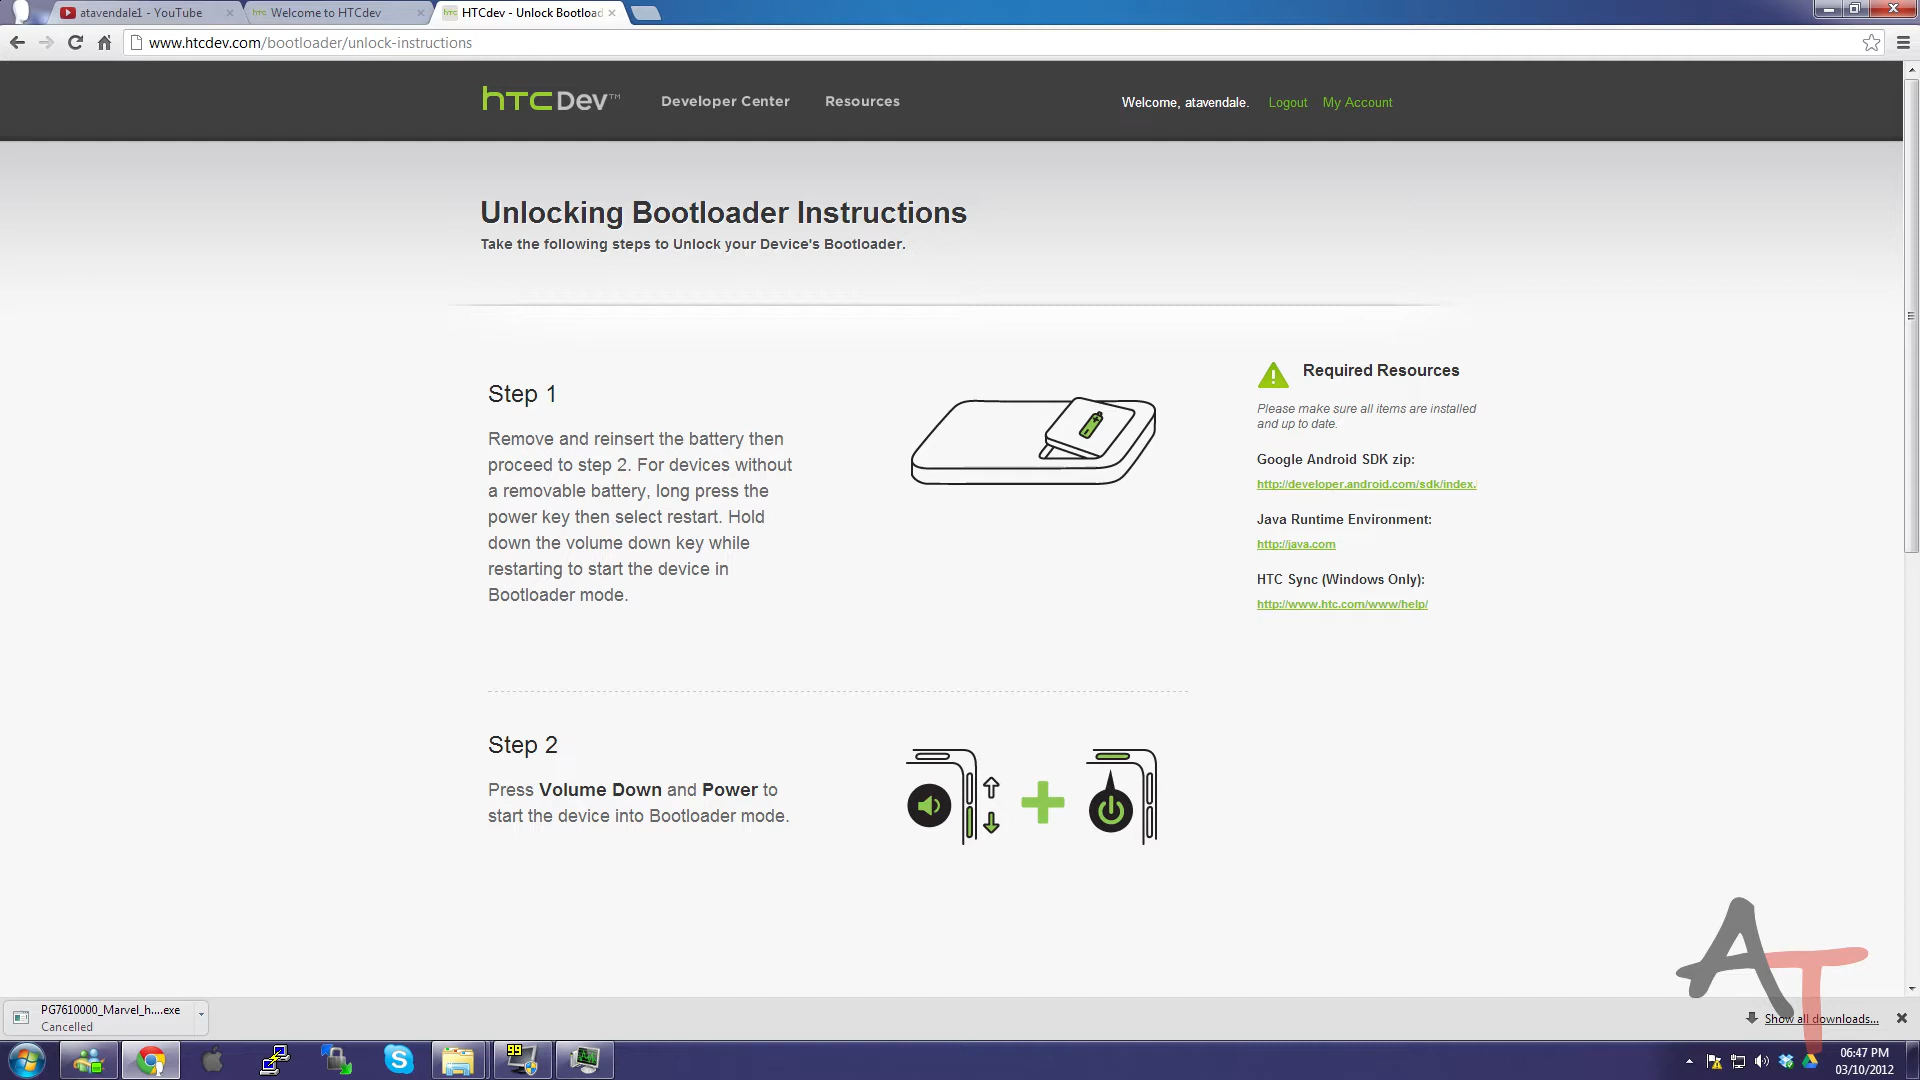 atavendale1 - YouTube
Welcome to HTCdev
HTCdev - Unlock Bootload
www.htcdev.com/bootloader/unlock-instructions
hTC Dev™
Developer Center
Resources
Welcome, atavendale.
Logout
My Account
Unlocking Bootloader Instructions
Take the following steps to Unlock your Device's Bootloader.
Step 1
Remove and reinsert the battery then
proceed to step 2. For devices without
a removable battery, long press the
power key then select restart. Hold
down the volume down key while
restarting to start the device in
Bootloader mode.
Required Resources
Please make sure all items are installed
and up to date.
Google Android SDK zip:
http://developer.android.com/sdk/index.
Java Runtime Environment:
http://java.com
HTC Sync (Windows Only):
http://www.htc.com/www/help/
Step 2
Press Volume Down and Power to
start the device into Bootloader mode.
AT
PG7610000_Marvel_h....exe
Cancelled
Show all downloads...
99
06:47 PM
03/10/2012